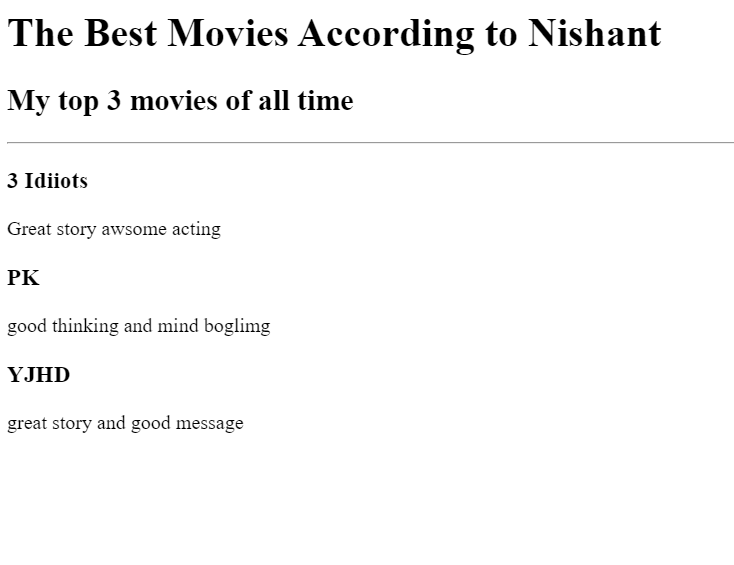 The Best Movies According to Nishant
My top 3 movies of all time
3 Idiiots
Great story awsome acting
PK
good thinking and mind boglimg
YJHD
great story and good message